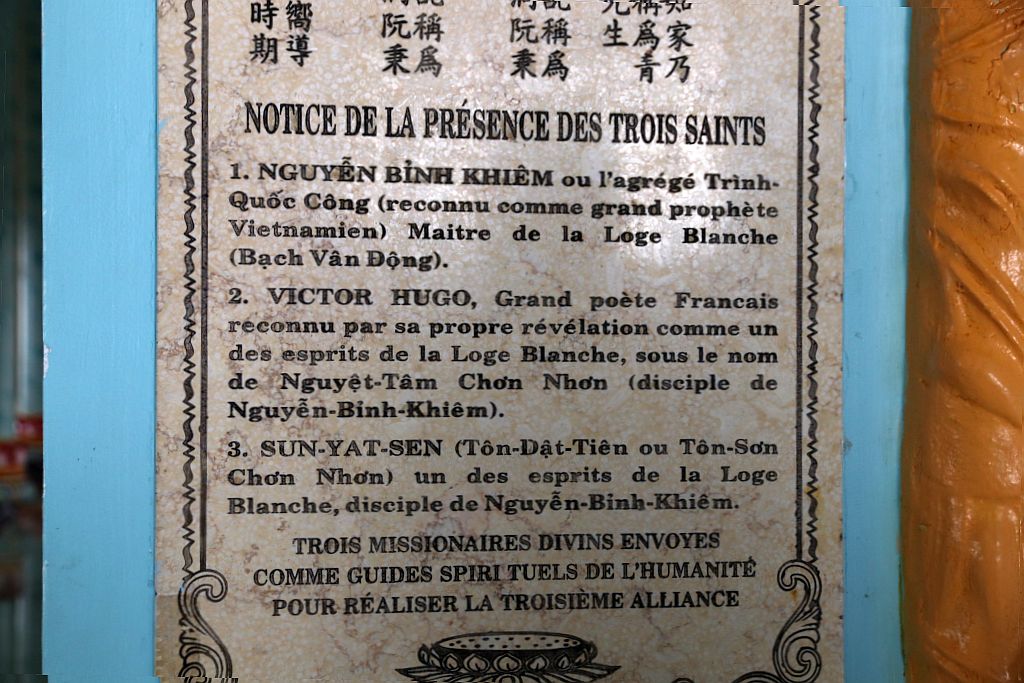 時 嚮
阮 稱
阮 稱
生 爲 家
期 導
秉 爲
秉 爲
青 乃
NOTICE DE LA PRÉSENCE DES TROIS SAINTS
1. NGUYỄN BỈNH KHIÊM ou l'agrégé Trình-
Quốc Công (reconnu comme grand prophète
Vietnamien) Maitre de la Loge Blanche
(Bạch Vân Động).
2. VICTOR HUGO, Grand poète Francais
reconnu par sa propre révélation comme un
des esprits de la Loge Blanche, sous le nom
de Nguyệt-Tâm Chơn Nhơn (disciple de
Nguyễn-Bỉnh-Khiêm).
3. SUN-YAT-SEN (Tôn-Dật-Tiên ou Tôn-Sơn
Chơn Nhơn) un des esprits de la Loge
Blanche, disciple de Nguyễn-Bỉnh-Khiêm.
TROIS MISSIONAIRES DIVINS ENVOYES
COMME GUIDES SPIRI TUELS DE L'HUMANITÉ
POUR RÉALISER LA TROISIÈME ALLIANCE